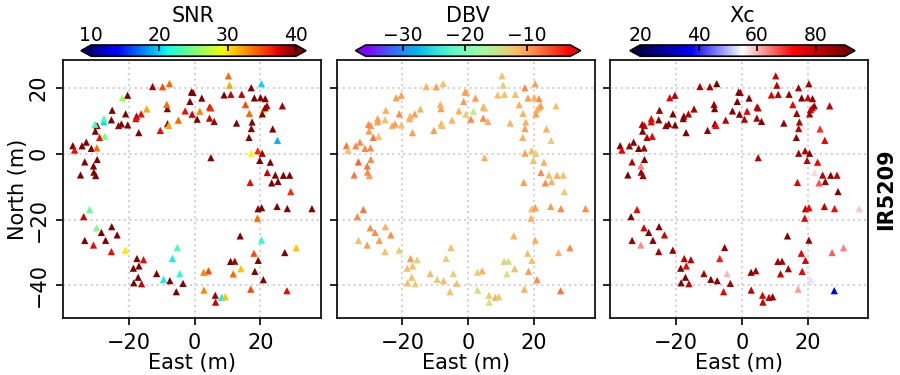 SNR DBV Xc
10 20 30 40 −30 −20 −10 20 40 60 80
20
0
−20
−40
North (m)
IR5209
−20 0 20 −20 0 20 −20 0 20
East (m) East (m) East (m)